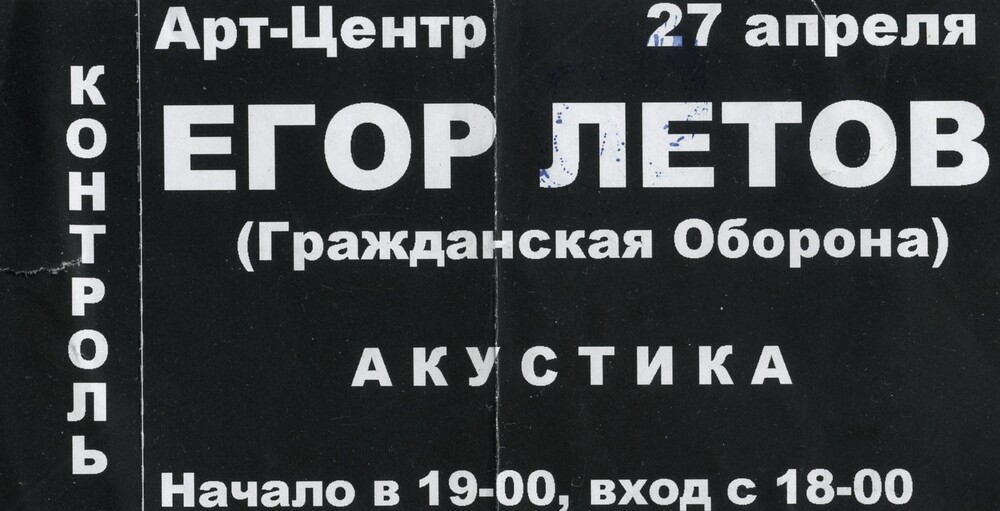 КОНТРОЛЬ
Арт-Центр 27 апреля
ЕГОР ЛЕТОВ
(Гражданская Оборона)
АКУСТИКА
Начало в 19-00, вход с 18-00